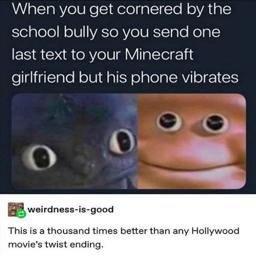 When you get cornered by the
school bully so you send one
last text to your Minecraft
girlfriend but his phone vibrates
weirdness-is-good
This is a thousand times better than any Hollywood
movie's twist ending.